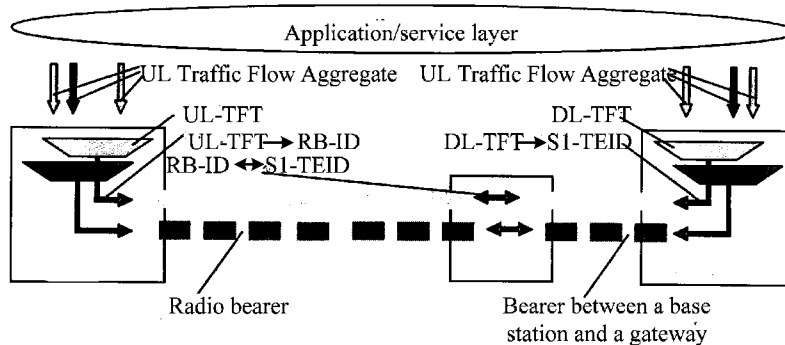 Application/service layer
UL Traffic Flow Aggregate
UL Traffic Flow Aggregate
UL-TFT
DL-TFT
UL-TFT→RB-ID
DL-TFT→S1-TEID
RB-ID↔S1-TEID
Radio bearer
Bearer between a base
station and a gateway